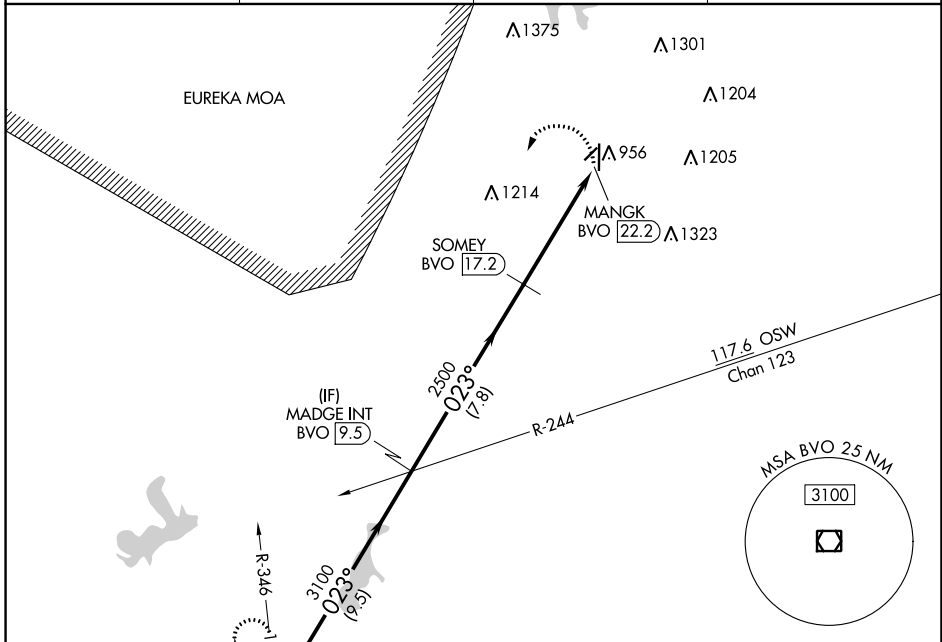 1375
1301
EUREKA MOA
1204
956
1205
1214
MANGK
BVO 22.2
1323
SOMEY
BVO 17.2
117.6 OSW
Chan 123
2500
023°
(7.8)
(IF)
MADGE INT
BVO 9.5
R-244
MSA BVO 25 NM
3100
R-346
3100
023°
(9.5)